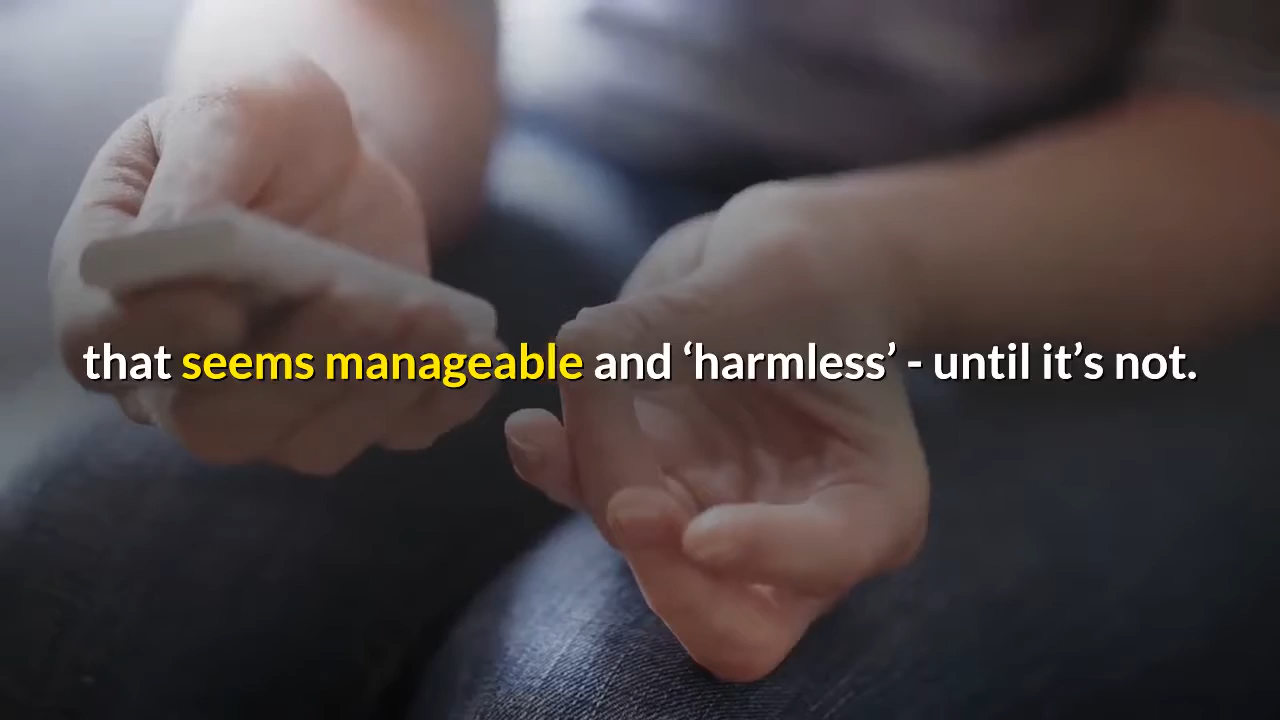 that seems manageable and ‘harmless’ - until it’s not.